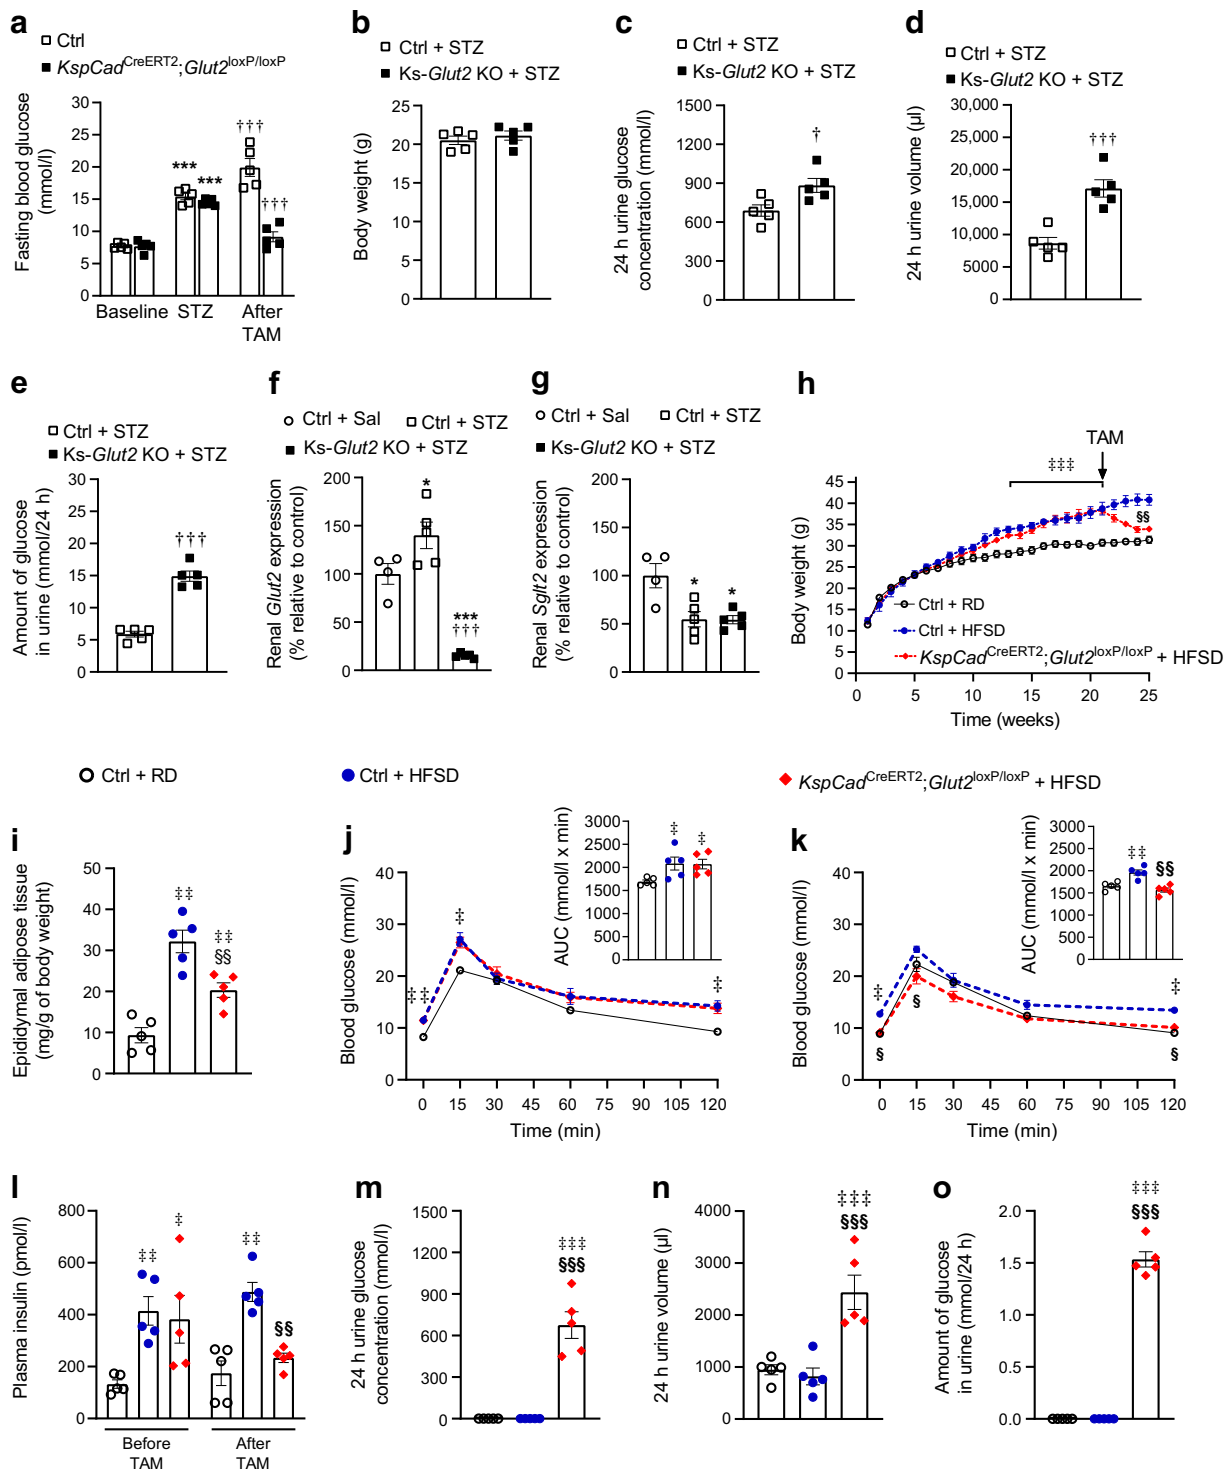 a
Ctrl
KspCad^CreERT2;Glut2^loxP/loxP
Fasting blood glucose
(mmol/l)
30
25
20
15
10
5
0
***
***
†††
†††
Baseline
STZ
After
TAM
b
Ctrl + STZ
Ks-Glut2 KO + STZ
Body weight (g)
25
20
15
10
5
0
c
Ctrl + STZ
Ks-Glut2 KO + STZ
24 h urine glucose
concentration (mmol/l)
1500
1200
900
600
300
0
†
d
Ctrl + STZ
Ks-Glut2 KO + STZ
24 h urine volume (µl)
30,000
25,000
20,000
15,000
10,000
5000
0
†††
e
Ctrl + STZ
Ks-Glut2 KO + STZ
Amount of glucose
in urine (mmol/24 h)
30
25
20
15
10
5
0
†††
f
Ctrl + Sal
Ctrl + STZ
Ks-Glut2 KO + STZ
Renal Glut2 expression
(% relative to control)
200
150
100
50
0
*
***
†††
g
Ctrl + Sal
Ctrl + STZ
Ks-Glut2 KO + STZ
Renal Sglt2 expression
(% relative to control)
200
150
100
50
0
*
*
h
TAM
‡‡‡
§§
Body weight (g)
45
40
35
30
25
20
15
10
5
0
Ctrl + RD
Ctrl + HFSD
KspCad^CreERT2;Glut2^loxP/loxP + HFSD
0 5 10 15 20 25
Time (weeks)
Ctrl + RD
Ctrl + HFSD
KspCad^CreERT2;Glut2^loxP/loxP + HFSD
i
Epididymal adipose tissue
(mg/g of body weight)
50
40
30
20
10
0
‡‡
‡‡
§§
j
Blood glucose (mmol/l)
40
30
20
10
0
‡‡
‡
‡
0 15 30 45 60 75 90 105 120
Time (min)
AUC (mmol/l x min)
3000
2500
2000
1500
1000
500
0
‡
‡
k
Blood glucose (mmol/l)
40
30
20
10
0
‡
§
§
‡
§
0 15 30 45 60 75 90 105 120
Time (min)
AUC (mmol/l x min)
3000
2500
2000
1500
1000
500
0
‡‡
§§
l
Plasma insulin (pmol/l)
800
600
400
200
0
‡‡
‡
‡‡
§§
Before
TAM
After
TAM
m
24 h urine glucose
concentration (mmol/l)
1500
1200
900
600
300
0
‡‡‡
§§§
n
24 h urine volume (µl)
4000
3000
2000
1000
0
‡‡‡
§§§
o
Amount of glucose
in urine (mmol/24 h)
2.0
1.5
1.0
0.5
0.0
‡‡‡
§§§